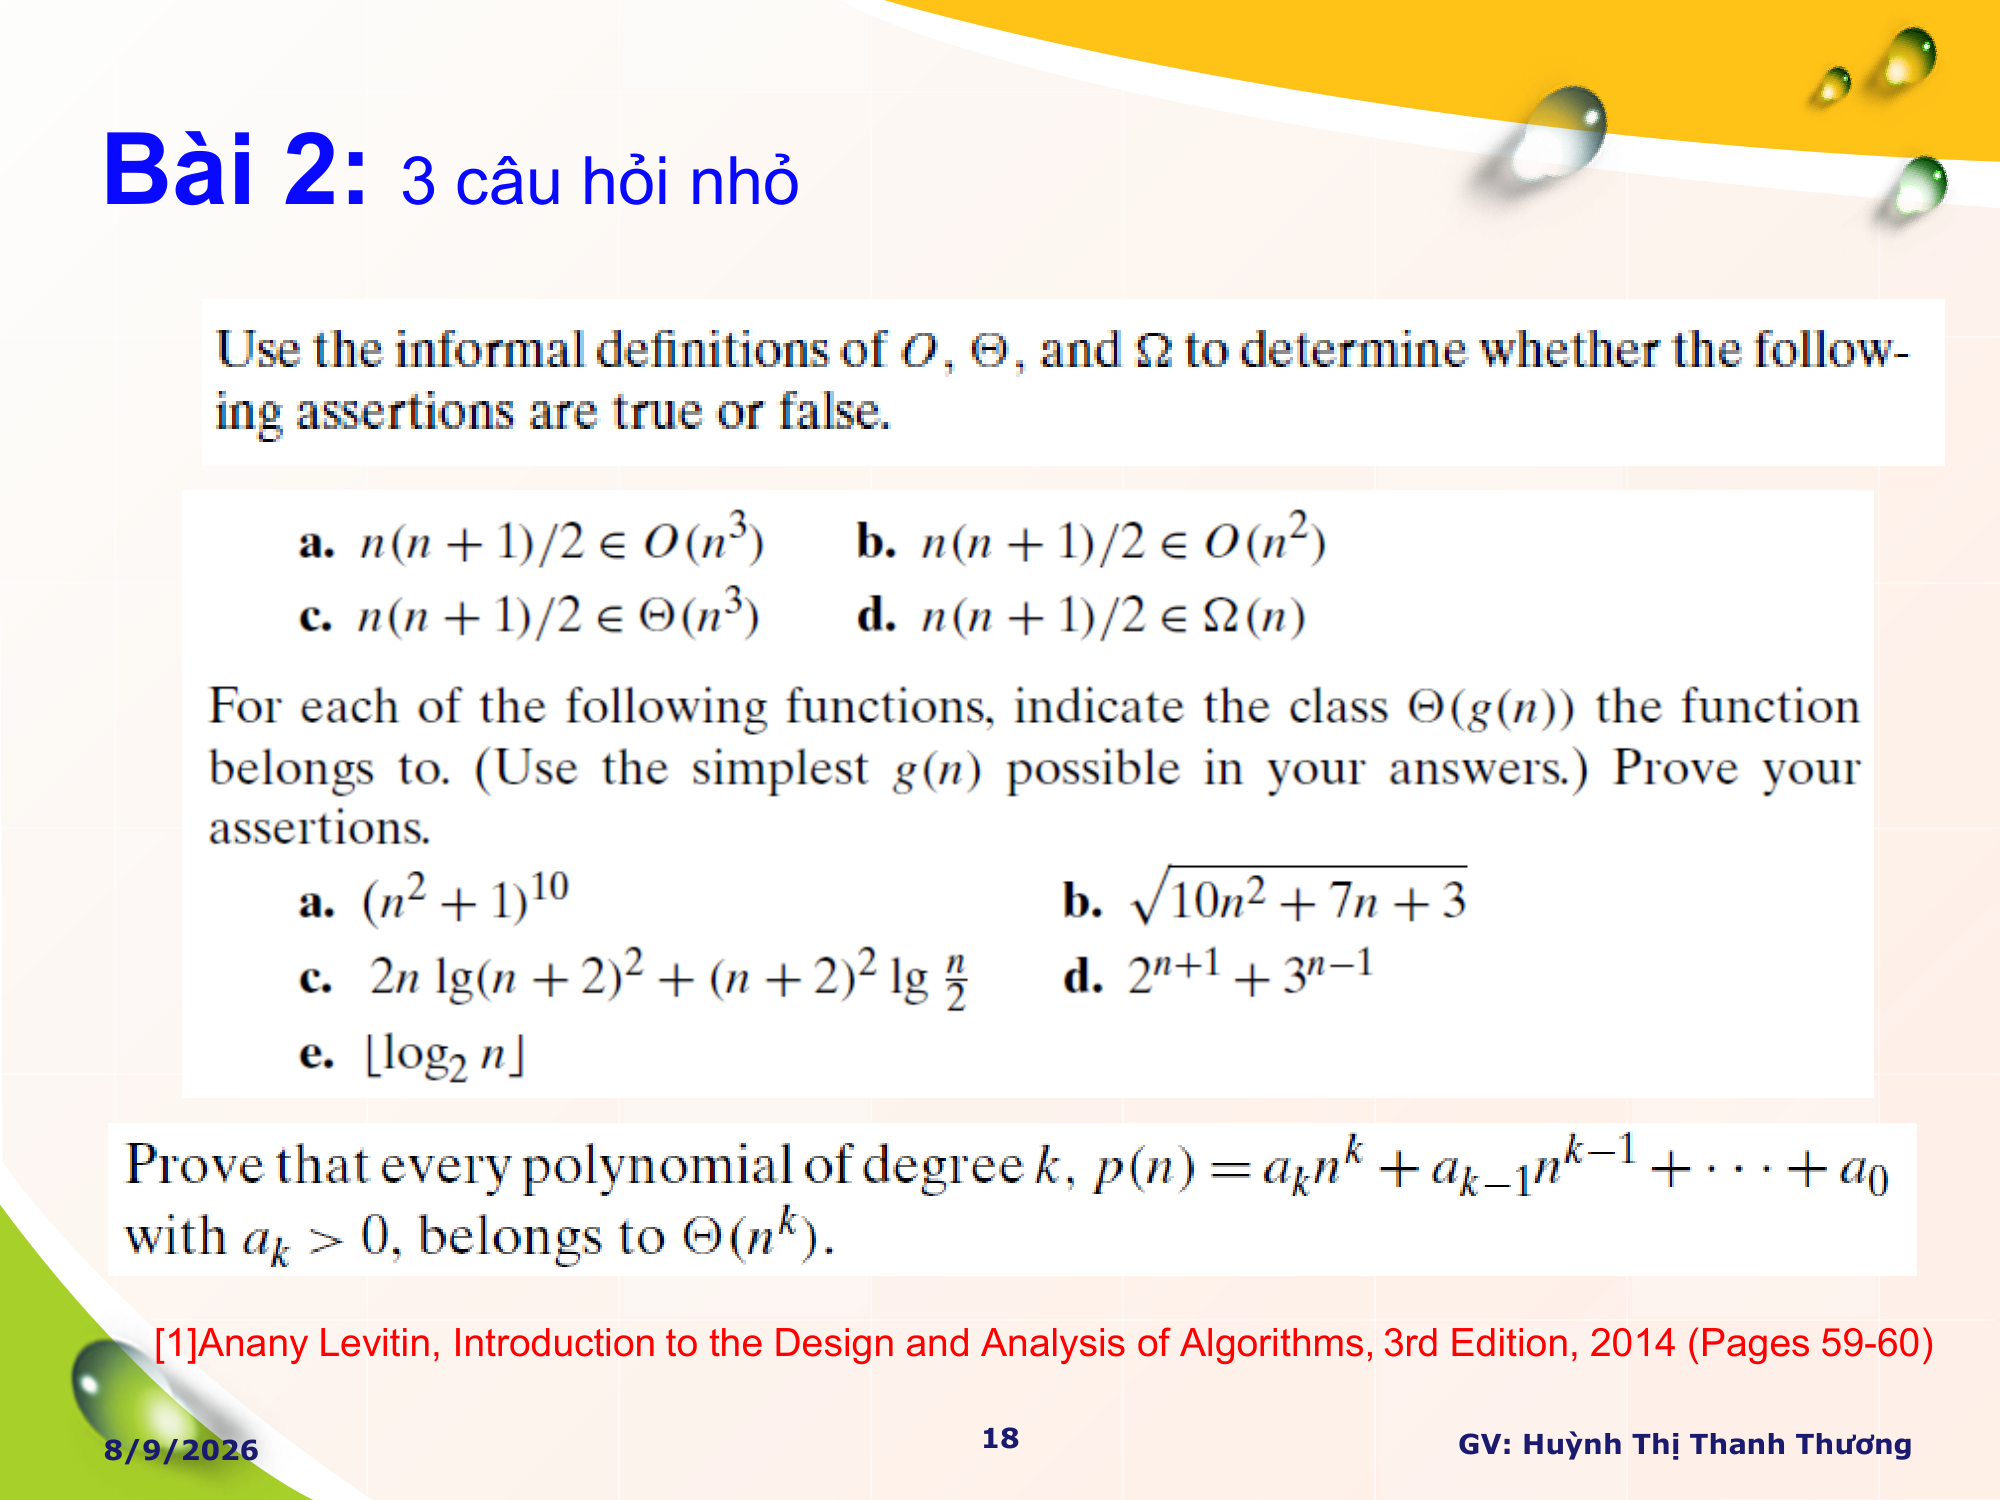 Bài 2: 3 câu hỏi nhỏ
Use the informal definitions of O, Θ, and Ω to determine whether the follow-
ing assertions are true or false.
a. n(n + 1)/2 ∈ O(n³) b. n(n + 1)/2 ∈ O(n²)
c. n(n + 1)/2 ∈ Θ(n³) d. n(n + 1)/2 ∈ Ω(n)
For each of the following functions, indicate the class Θ(g(n)) the function
belongs to. (Use the simplest g(n) possible in your answers.) Prove your
assertions.
a. (n² + 1)¹⁰ b. √(10n² + 7n + 3)
c. 2n lg(n + 2)² + (n + 2)² lg n/2 d. 2ⁿ⁺¹ + 3ⁿ⁻¹
e. ⌊log₂ n⌋
Prove that every polynomial of degree k, p(n) = aₖnᵏ + aₖ₋₁nᵏ⁻¹ + · · · + a₀
with aₖ > 0, belongs to Θ(nᵏ).
[1]Anany Levitin, Introduction to the Design and Analysis of Algorithms, 3rd Edition, 2014 (Pages 59-60)
8/9/2026
18
GV: Huỳnh Thị Thanh Thương